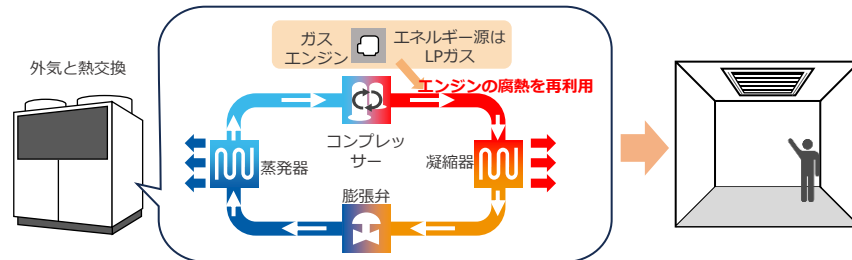 外気と熱交換
ガス
エンジン
エネルギー源は
LPガス
エンジンの腐熱を再利用
コンプレッ
サー
蒸発器
凝縮器
膨張弁